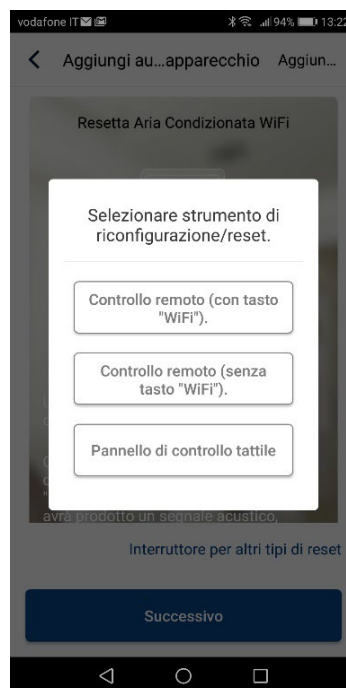 vodafone IT 94% 13:22
Aggiungi au...apparecchio Aggiun...
Resetta Aria Condizionata WiFi
Selezionare strumento di
riconfigurazione/reset.
Controllo remoto (con tasto
"WiFi").
Controllo remoto (senza
tasto "WiFi").
Pannello di controllo tattile
avrà prodotto un segnale acustico,
Interruttore per altri tipi di reset
Successivo